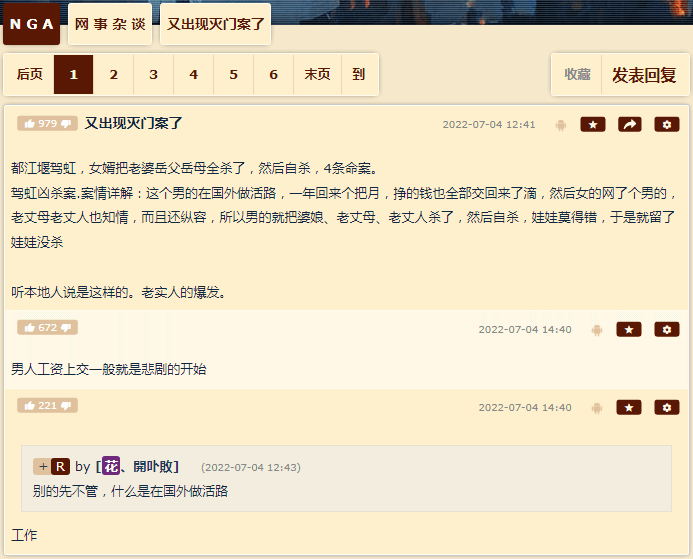 NGA 网事杂谈 又出现灭门案了
后页 1 2 3 4 5 6 末页 到 收藏 发表回复
979 又出现灭门案了 2022-07-04 12:41
都江堰驾虹，女婿把老婆岳父岳母全杀了，然后自杀，4条命案。
驾虹凶杀案.案情详解：这个男的在国外做活路，一年回来个把月，挣的钱也全部交回来了滴，然后女的网了个男的，
老丈母老丈人也知情，而且还纵容，所以男的就把婆娘、老丈母、老丈人杀了，然后自杀，娃娃莫得错，于是就留了
娃娃没杀
听本地人说是这样的。老实人的爆发。
672 2022-07-04 14:40
男人工资上交一般就是悲剧的开始
221 2022-07-04 14:40
+R by [花、開卟敗] (2022-07-04 12:43)
别的先不管，什么是在国外做活路
工作